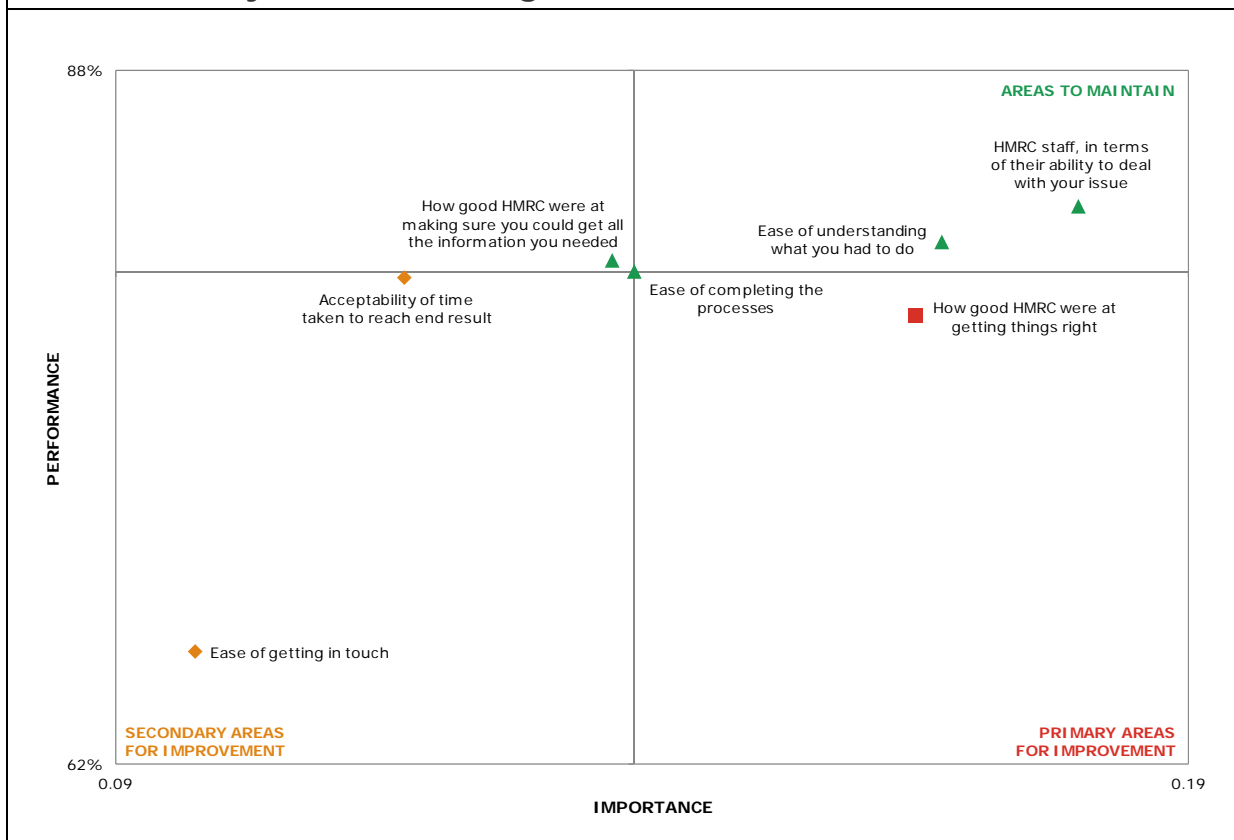 88%
AREAS TO MAINTAIN
HMRC staff, in terms
of their ability to deal
with your issue
How good HMRC were at
making sure you could get all
the information you needed
Ease of understanding
what you had to do
Acceptability of time
taken to reach end result
Ease of completing the
processes
How good HMRC were at
getting things right
PERFORMANCE
Ease of getting in touch
SECONDARY AREAS
FOR IMPROVEMENT
PRIMARY AREAS
FOR IMPROVEMENT
62%
0.09
0.19
IMPORTANCE